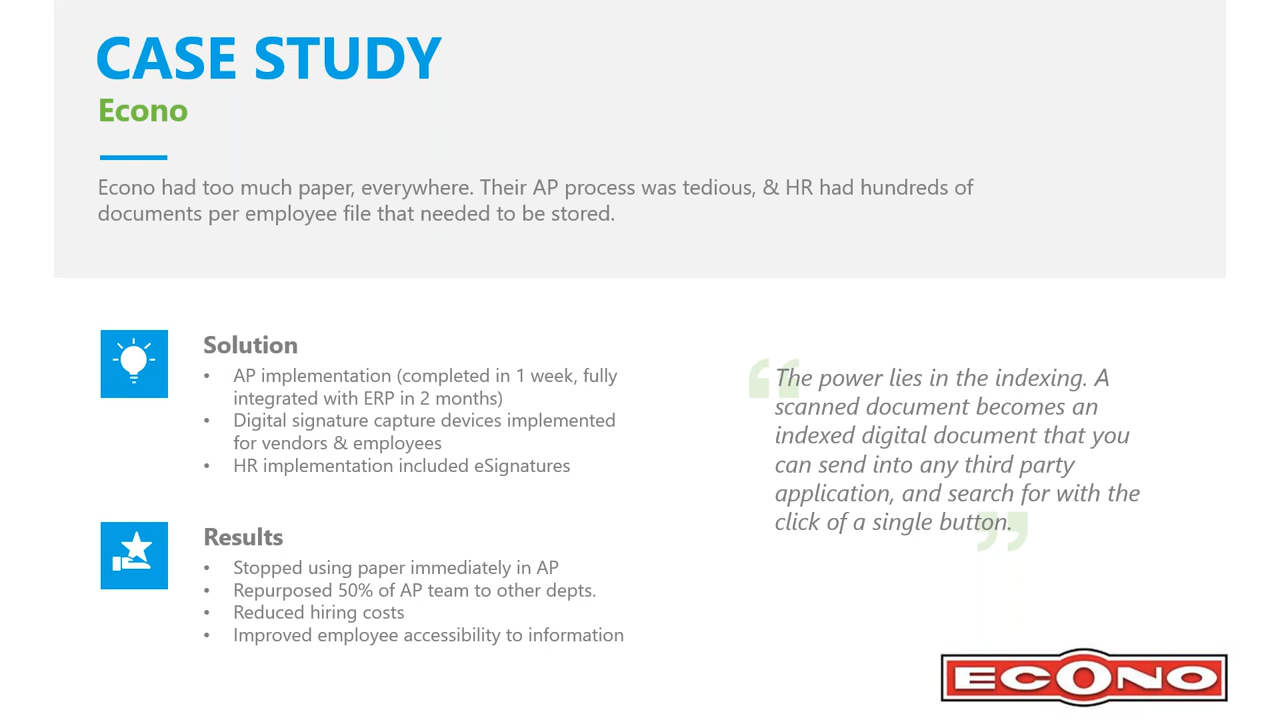 CASE STUDY
Econo
Econo had too much paper, everywhere. Their AP process was tedious, & HR had hundreds of
documents per employee file that needed to be stored.
Solution
• AP implementation (completed in 1 week, fully
integrated with ERP in 2 months)
• Digital signature capture devices implemented
for vendors & employees
• HR implementation included eSignatures
Results
• Stopped using paper immediately in AP
• Repurposed 50% of AP team to other depts.
• Reduced hiring costs
• Improved employee accessibility to information
“The power lies in the indexing. A
scanned document becomes an
indexed digital document that you
can send into any third party
application, and search for with the
click of a single button.”
ECONO